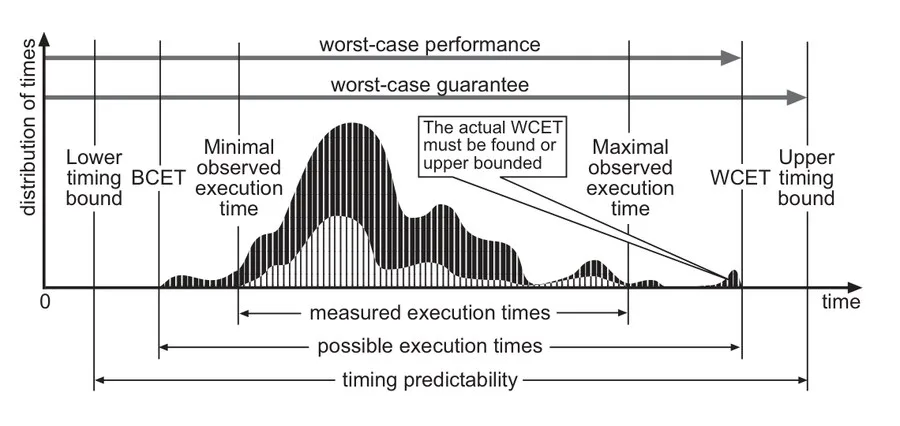 worst-case performance
worst-case guarantee
distribution of times
Lower
timing
bound
BCET
Minimal
observed
execution
time
The actual WCET
must be found or
upper bounded
Maximal
observed
execution
time
WCET
Upper
timing
bound
0
time
measured execution times
possible execution times
timing predictability